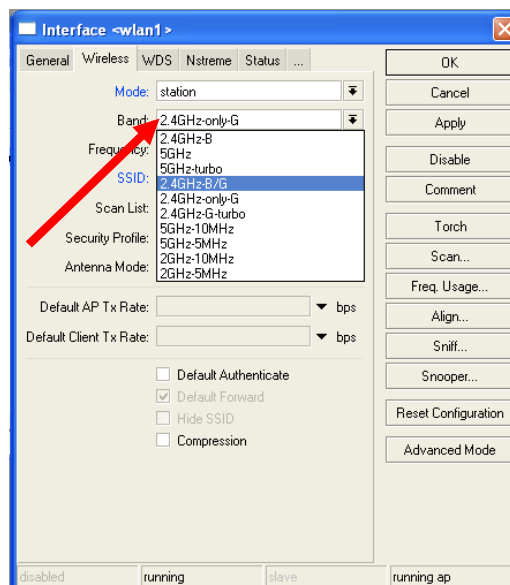 Interface <wlan1>
General Wireless WDS Nstreme Status ...
Mode: station
Band: 2.4GHz-only-G
2.4GHz-B
5GHz
5GHz-turbo
2.4GHz-B/G
2.4GHz-only-G
2.4GHz-G-turbo
5GHz-10MHz
5GHz-5MHz
2GHz-10MHz
2GHz-5MHz
Frequency:
SSID:
Scan List:
Security Profile:
Antenna Mode:
Default AP Tx Rate: bps
Default Client Tx Rate: bps
Default Authenticate
Default Forward
Hide SSID
Compression
OK
Cancel
Apply
Disable
Comment
Torch
Scan...
Freq. Usage...
Align...
Sniff...
Snooper...
Reset Configuration
Advanced Mode
disabled running slave running ap